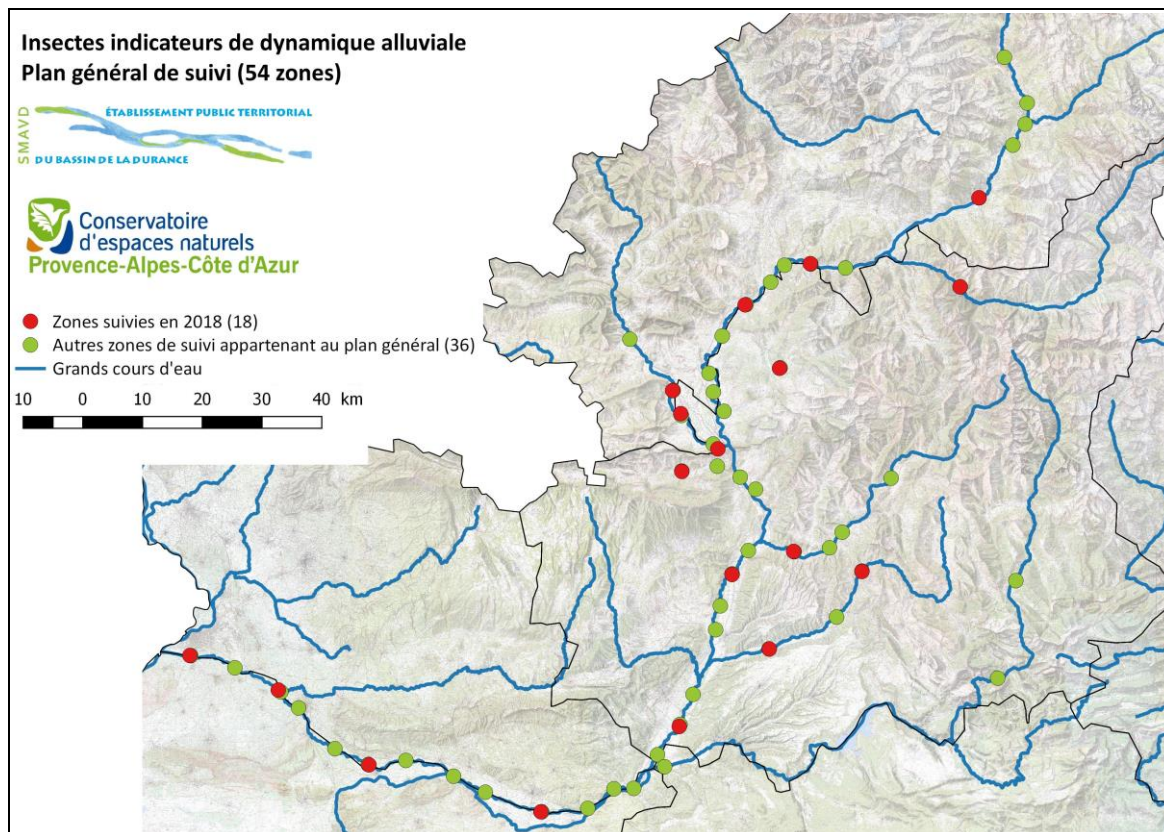 Insectes indicateurs de dynamique alluviale
Plan général de suivi (54 zones)
SMAVD
ÉTABLISSEMENT PUBLIC TERRITORIAL
DU BASSIN DE LA DURANCE
Conservatoire
d'espaces naturels
Provence-Alpes-Côte d'Azur
Zones suivies en 2018 (18)
Autres zones de suivi appartenant au plan général (36)
Grands cours d'eau
10 0 10 20 30 40 km